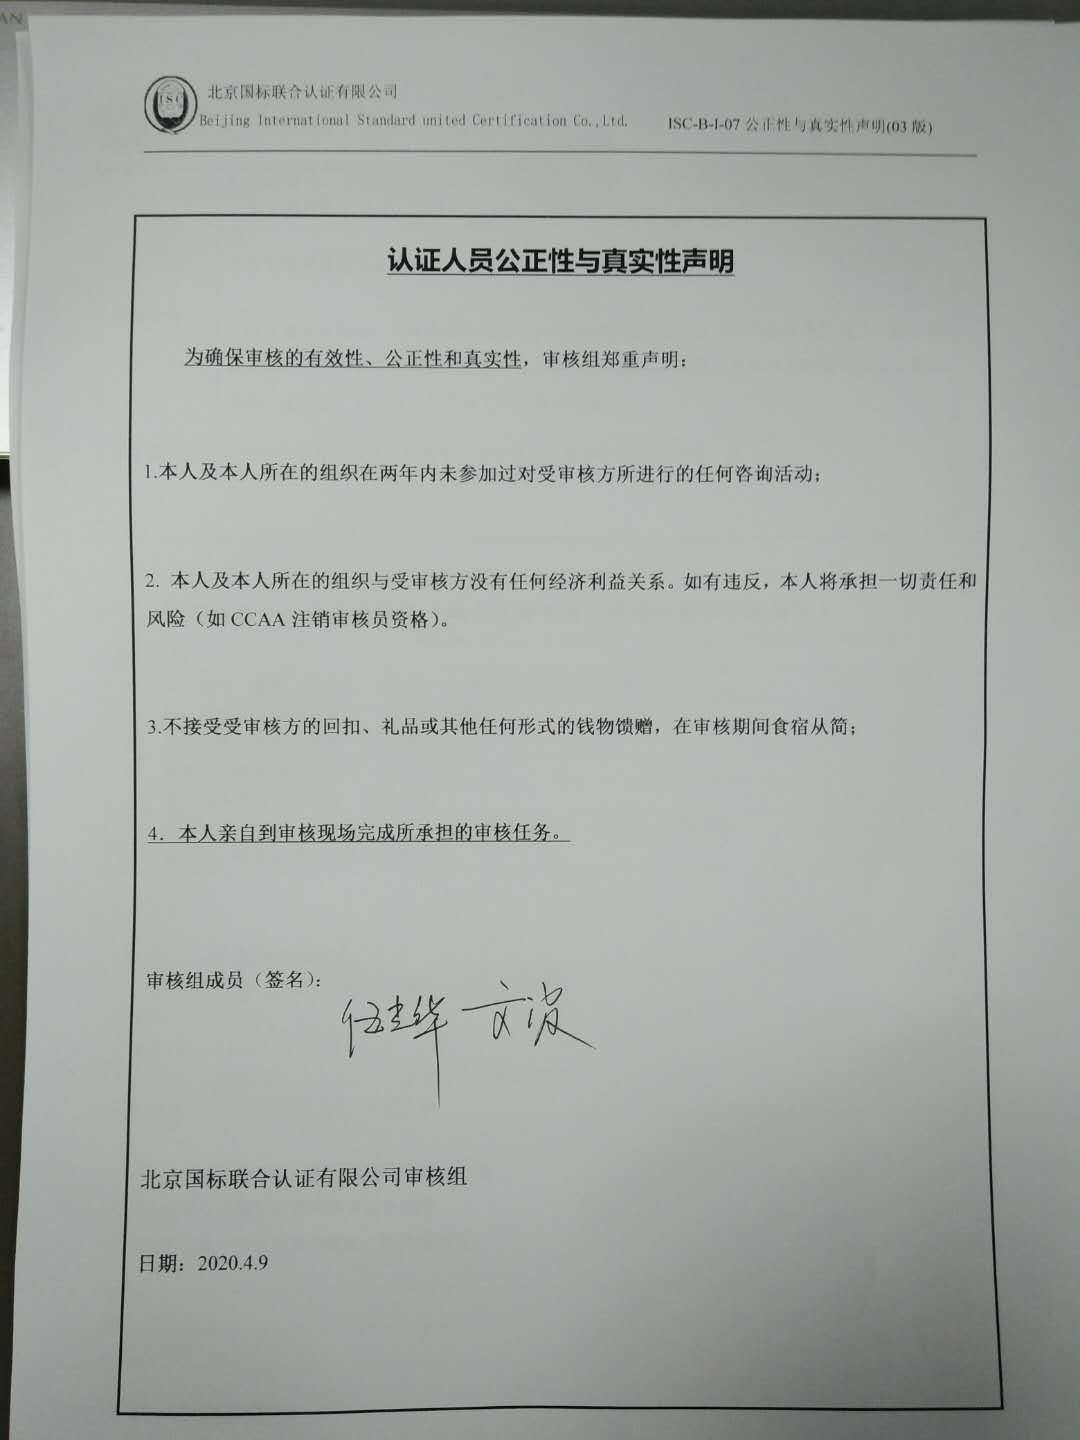 AN
ISC
北京国标联合认证有限公司
Beijing International Standard united Certification Co.,Ltd.
ISC-B-I-07 公正性与真实性声明(03 版)
认证人员公正性与真实性声明
为确保审核的有效性、公正性和真实性，审核组郑重声明：
1.本人及本人所在的组织在两年内未参加过对受审核方所进行的任何咨询活动；
2. 本人及本人所在的组织与受审核方没有任何经济利益关系。如有违反，本人将承担一切责任和
风险（如 CCAA 注销审核员资格）。
3.不接受受审核方的回扣、礼品或其他任何形式的钱物馈赠，在审核期间食宿从简；
4．本人亲自到审核现场完成所承担的审核任务。
审核组成员（签名）：
文波
北京国标联合认证有限公司审核组
日期：2020.4.9